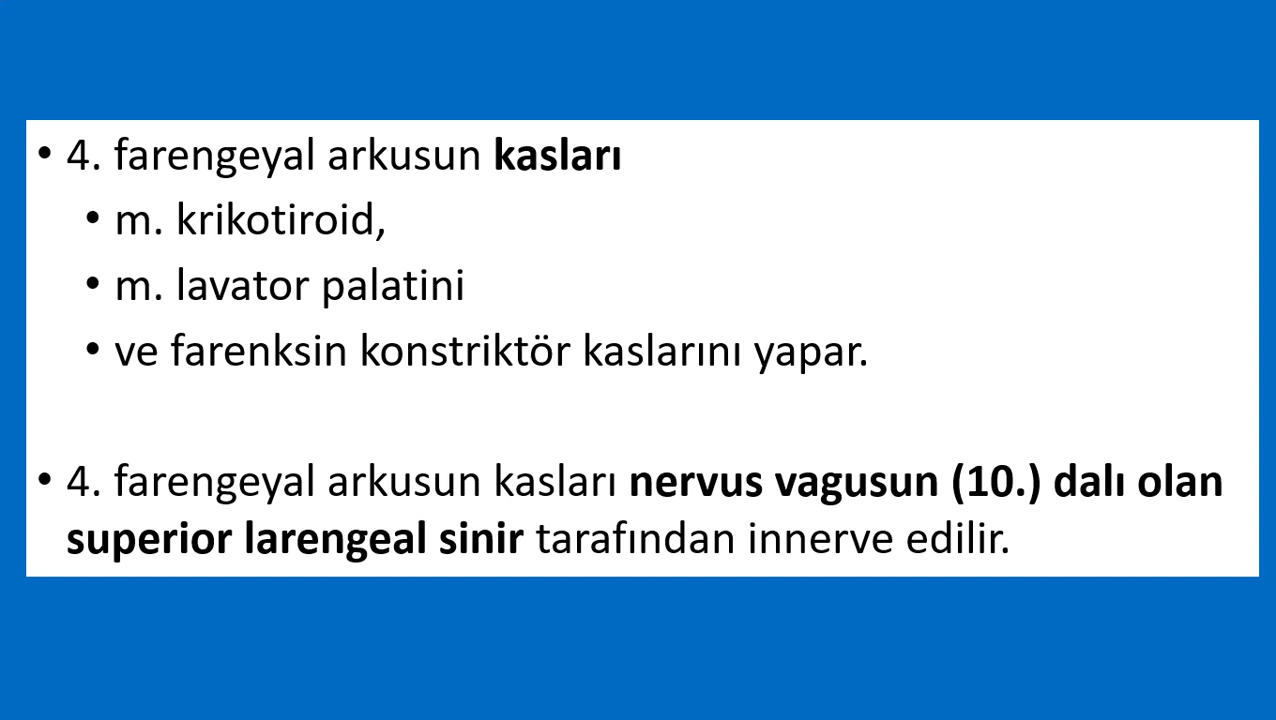 • 4. farengeyal arkusun kasları
• m. krikotiroid,
• m. lavator palatini
• ve farenksin konstriktör kaslarını yapar.
• 4. farengeyal arkusun kasları nervus vagusun (10.) dalı olan
superior larengeal sinir tarafından innerve edilir.